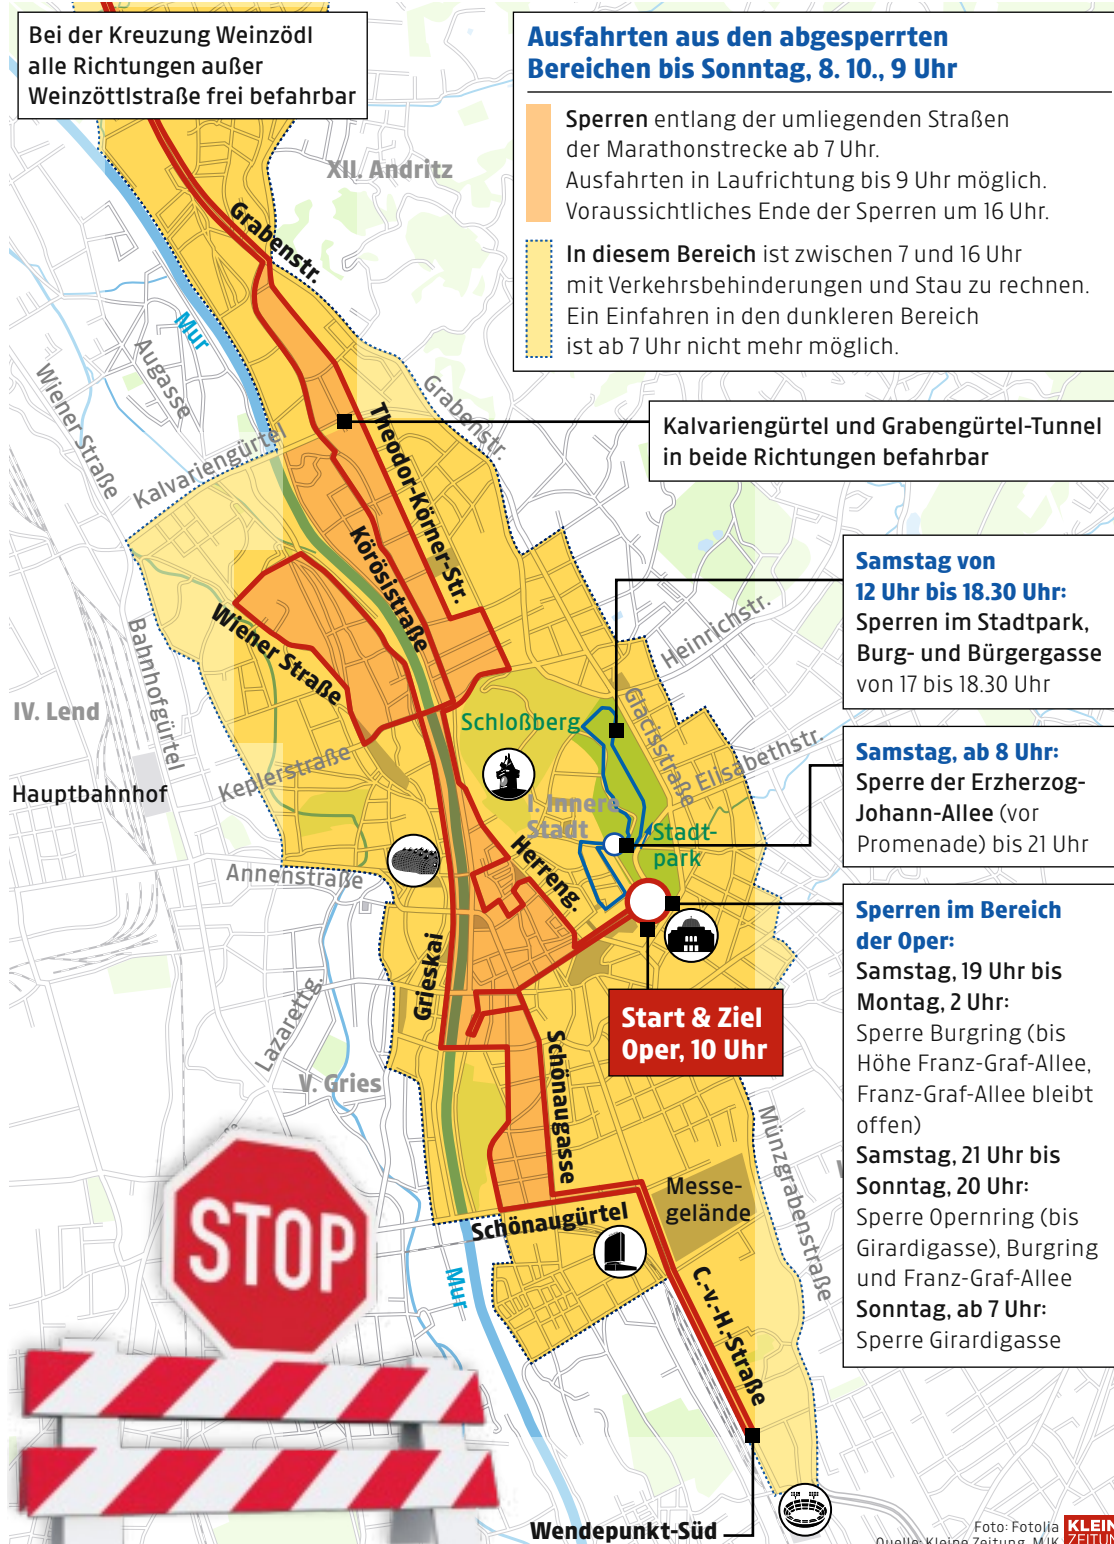 Bei der Kreuzung Weinzödl
alle Richtungen außer
Weinzöttlstraße frei befahrbar
Ausfahrten aus den abgesperrten
Bereichen bis Sonntag, 8. 10., 9 Uhr
Sperren entlang der umliegenden Straßen
der Marathonstrecke ab 7 Uhr.
Ausfahrten in Laufrichtung bis 9 Uhr möglich.
Voraussichtliches Ende der Sperren um 16 Uhr.
In diesem Bereich ist zwischen 7 und 16 Uhr
mit Verkehrsbehinderungen und Stau zu rechnen.
Ein Einfahren in den dunkleren Bereich
ist ab 7 Uhr nicht mehr möglich.
XII. Andritz
Grabenstr.
Mur
Augasse
Wiener Straße
Kalvariengürtel
Grabenstr.
Theodor-Körner-Str.
Körösistraße
Kalvariengürtel und Grabengürtel-Tunnel
in beide Richtungen befahrbar
Samstag von
12 Uhr bis 18.30 Uhr:
Sperren im Stadtpark,
Burg- und Bürgergasse
von 17 bis 18.30 Uhr
Heinrichstr.
Wiener Straße
Bahnhofgürtel
IV. Lend
Schloßberg
Glacisstraße
Elisabethstr.
Keplerstraße
Hauptbahnhof
I. Innere
Stadt
Stadt-
park
Samstag, ab 8 Uhr:
Sperre der Erzherzog-
Johann-Allee (vor
Promenade) bis 21 Uhr
Annenstraße
Herreng.
Grieskai
Lazarettg.
V. Gries
Start & Ziel
Oper, 10 Uhr
Sperren im Bereich
der Oper:
Samstag, 19 Uhr bis
Montag, 2 Uhr:
Sperre Burgring (bis
Höhe Franz-Graf-Allee,
Franz-Graf-Allee bleibt
offen)
Samstag, 21 Uhr bis
Sonntag, 20 Uhr:
Sperre Opernring (bis
Girardigasse), Burgring
und Franz-Graf-Allee
Sonntag, ab 7 Uhr:
Sperre Girardigasse
Schönaugasse
Münzgrabenstraße
Messe-
gelände
Schönaugürtel
STOP
Mur
C.-v.-H.-Straße
Wendepunkt-Süd
Foto: Fotolia
Quelle: Kleine Zeitung, MJK
KLEINE
ZEITUNG